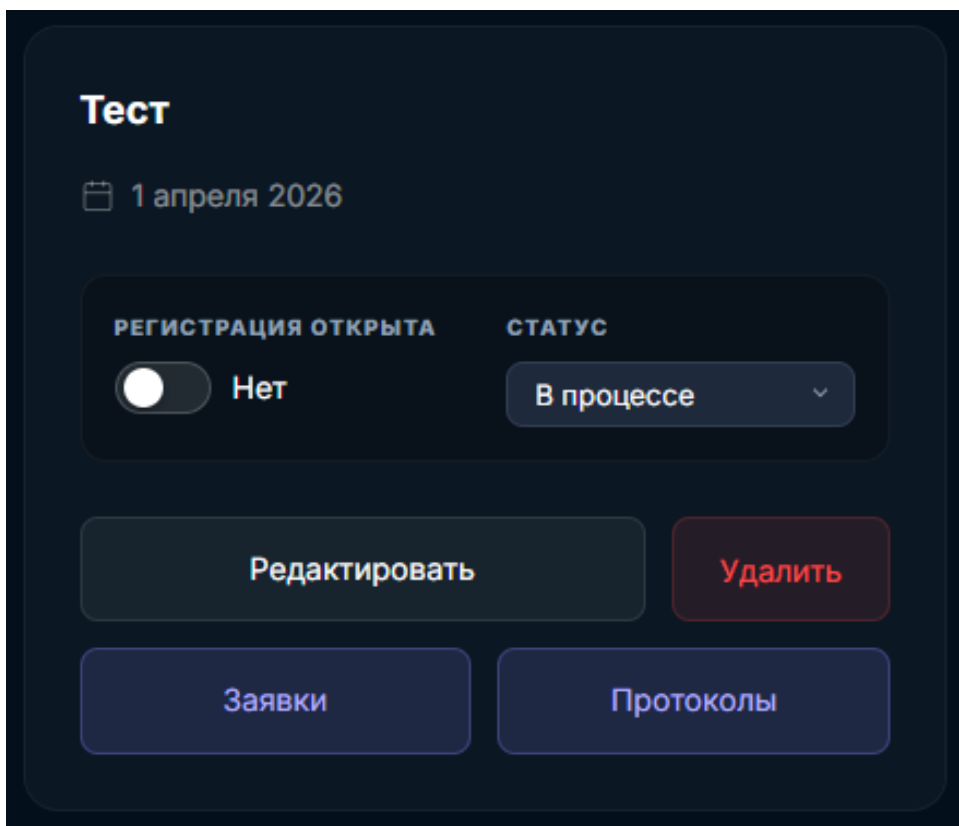 Тест
1 апреля 2026
РЕГИСТРАЦИЯ ОТКРЫТА
СТАТУС
Нет
В процессе
Редактировать
Удалить
Заявки
Протоколы